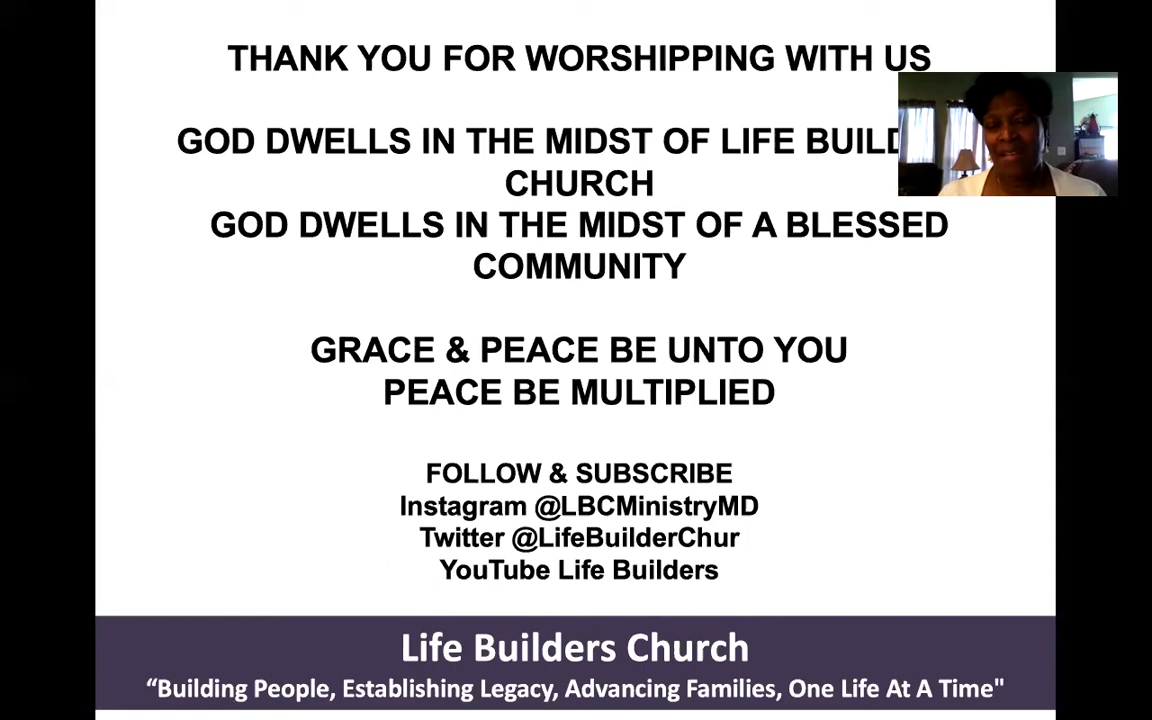 THANK YOU FOR WORSHIPPING WITH US
GOD DWELLS IN THE MIDST OF LIFE
CHURCH
GOD DWELLS IN THE MIDST OF A BLESSED
COMMUNITY
GRACE & PEACE BE UNTO YOU
PEACE BE MULTIPLIED
FOLLOW & SUBSCRIBE
Instagram @LBCMinistryMD
Twitter @LifeBuilderChur
YouTube Life Builders
Life Builders Church
“Building People, Establishing Legacy, Advancing Families, One Life At A Time"